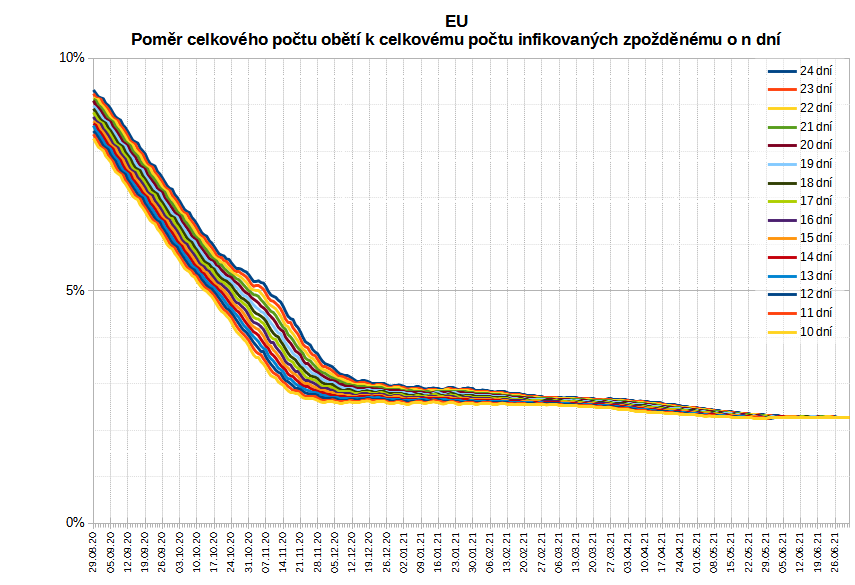 EU
Poměr celkového počtu obětí k celkovému počtu infikovaných zpožděnému o n dní
10%
5%
0%
24 dní
23 dní
22 dní
21 dní
20 dní
19 dní
18 dní
17 dní
16 dní
15 dní
14 dní
13 dní
12 dní
11 dní
10 dní
29.08.20
05.09.20
12.09.20
19.09.20
26.09.20
03.10.20
10.10.20
17.10.20
24.10.20
31.10.20
07.11.20
14.11.20
21.11.20
28.11.20
05.12.20
12.12.20
19.12.20
26.12.20
02.01.21
09.01.21
16.01.21
23.01.21
30.01.21
06.02.21
13.02.21
20.02.21
27.02.21
06.03.21
13.03.21
20.03.21
27.03.21
03.04.21
10.04.21
17.04.21
24.04.21
01.05.21
08.05.21
15.05.21
22.05.21
29.05.21
05.06.21
12.06.21
19.06.21
26.06.21